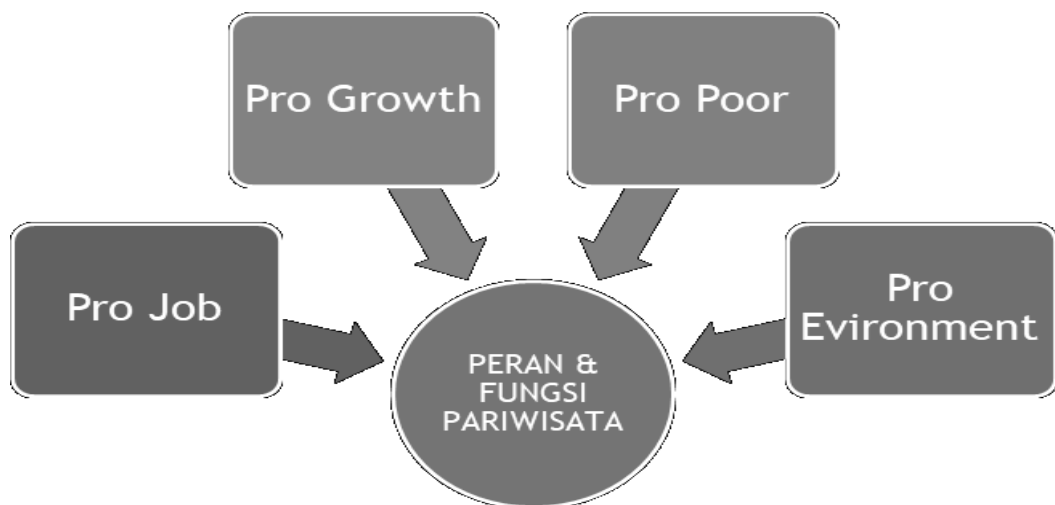 Pro Growth
Pro Poor
Pro Job
Pro
Evironment
PERAN &
FUNGSI
PARIWISATA